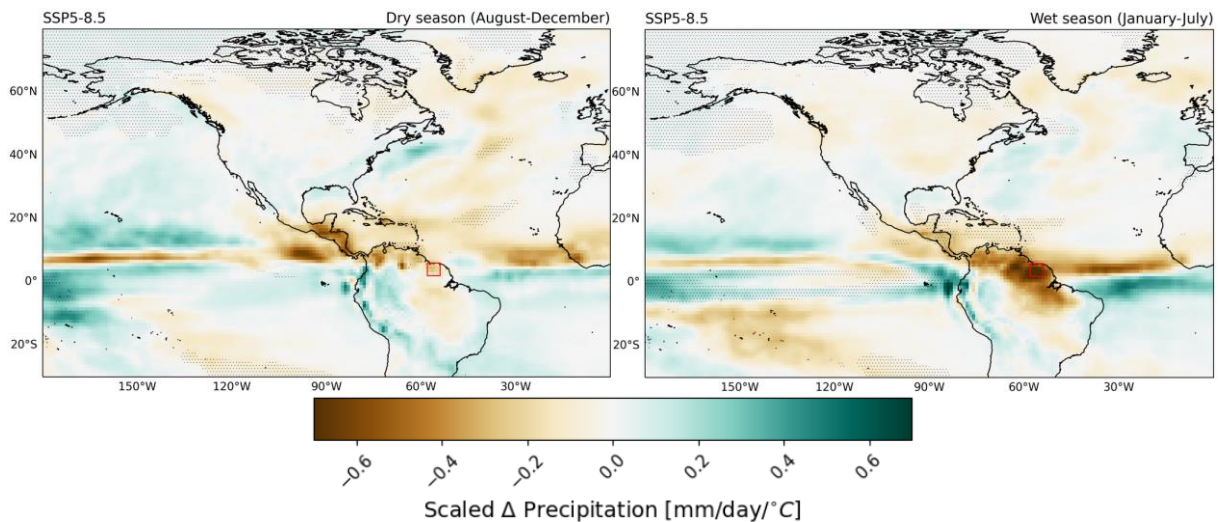 SSP5-8.5 Dry season (August-December)
SSP5-8.5 Wet season (January-July)
60°N
40°N
20°N
0°
20°S
60°N
40°N
20°N
0°
20°S
150°W 120°W 90°W 60°W 30°W
150°W 120°W 90°W 60°W 30°W
−0.6 −0.4 −0.2 0.0 0.2 0.4 0.6
Scaled Δ Precipitation [mm/day/°C]